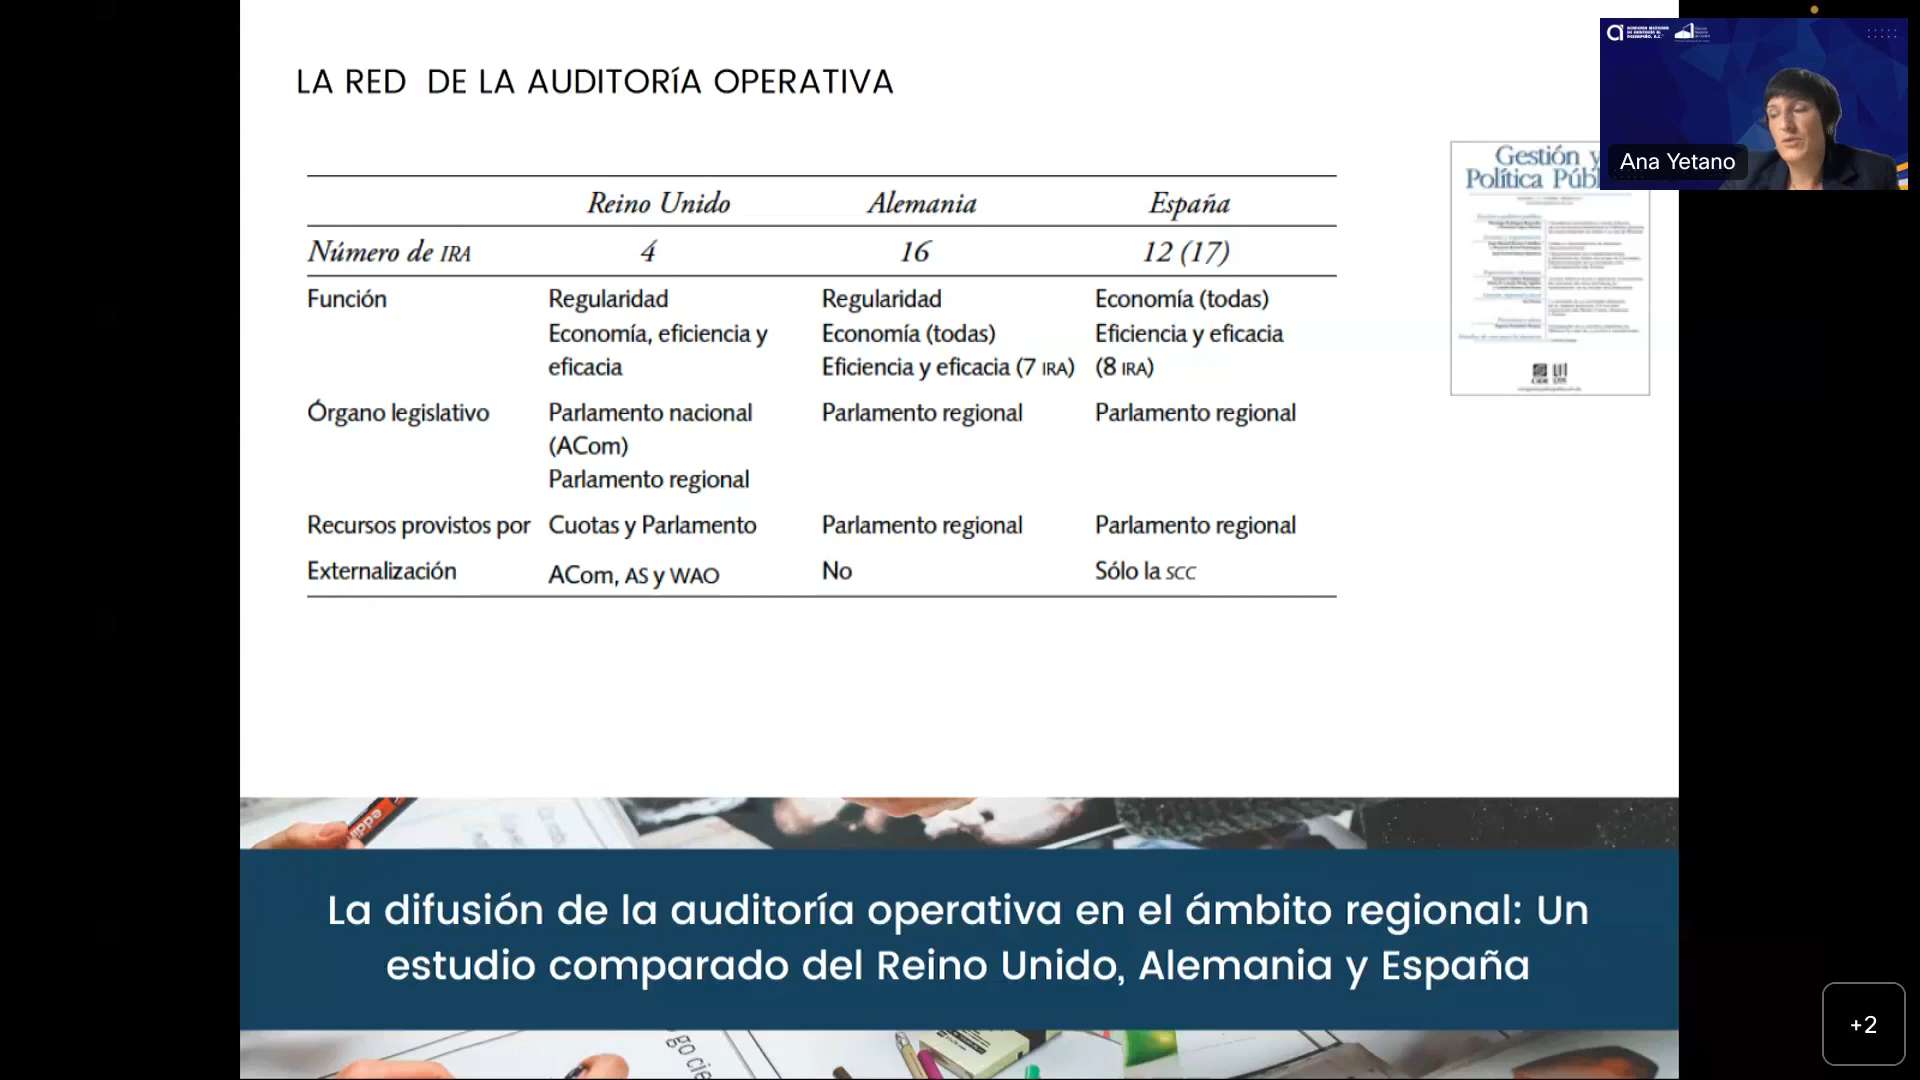 LA RED DE LA AUDITORíA OPERATIVA
Ana Yetano
Gestión y
Política Públ
Reino Unido Alemania España
Número de IRA 4 16 12 (17)
Función Regularidad Regularidad Economía (todas)
Economía, eficiencia y Economía (todas) Eficiencia y eficacia
eficacia Eficiencia y eficacia (7 IRA) (8 IRA)
Órgano legislativo Parlamento nacional Parlamento regional Parlamento regional
(ACom)
Parlamento regional
Recursos provistos por Cuotas y Parlamento Parlamento regional Parlamento regional
Externalización ACom, AS y WAO No Sólo la SCC
La difusión de la auditoría operativa en el ámbito regional: Un
estudio comparado del Reino Unido, Alemania y España
+2